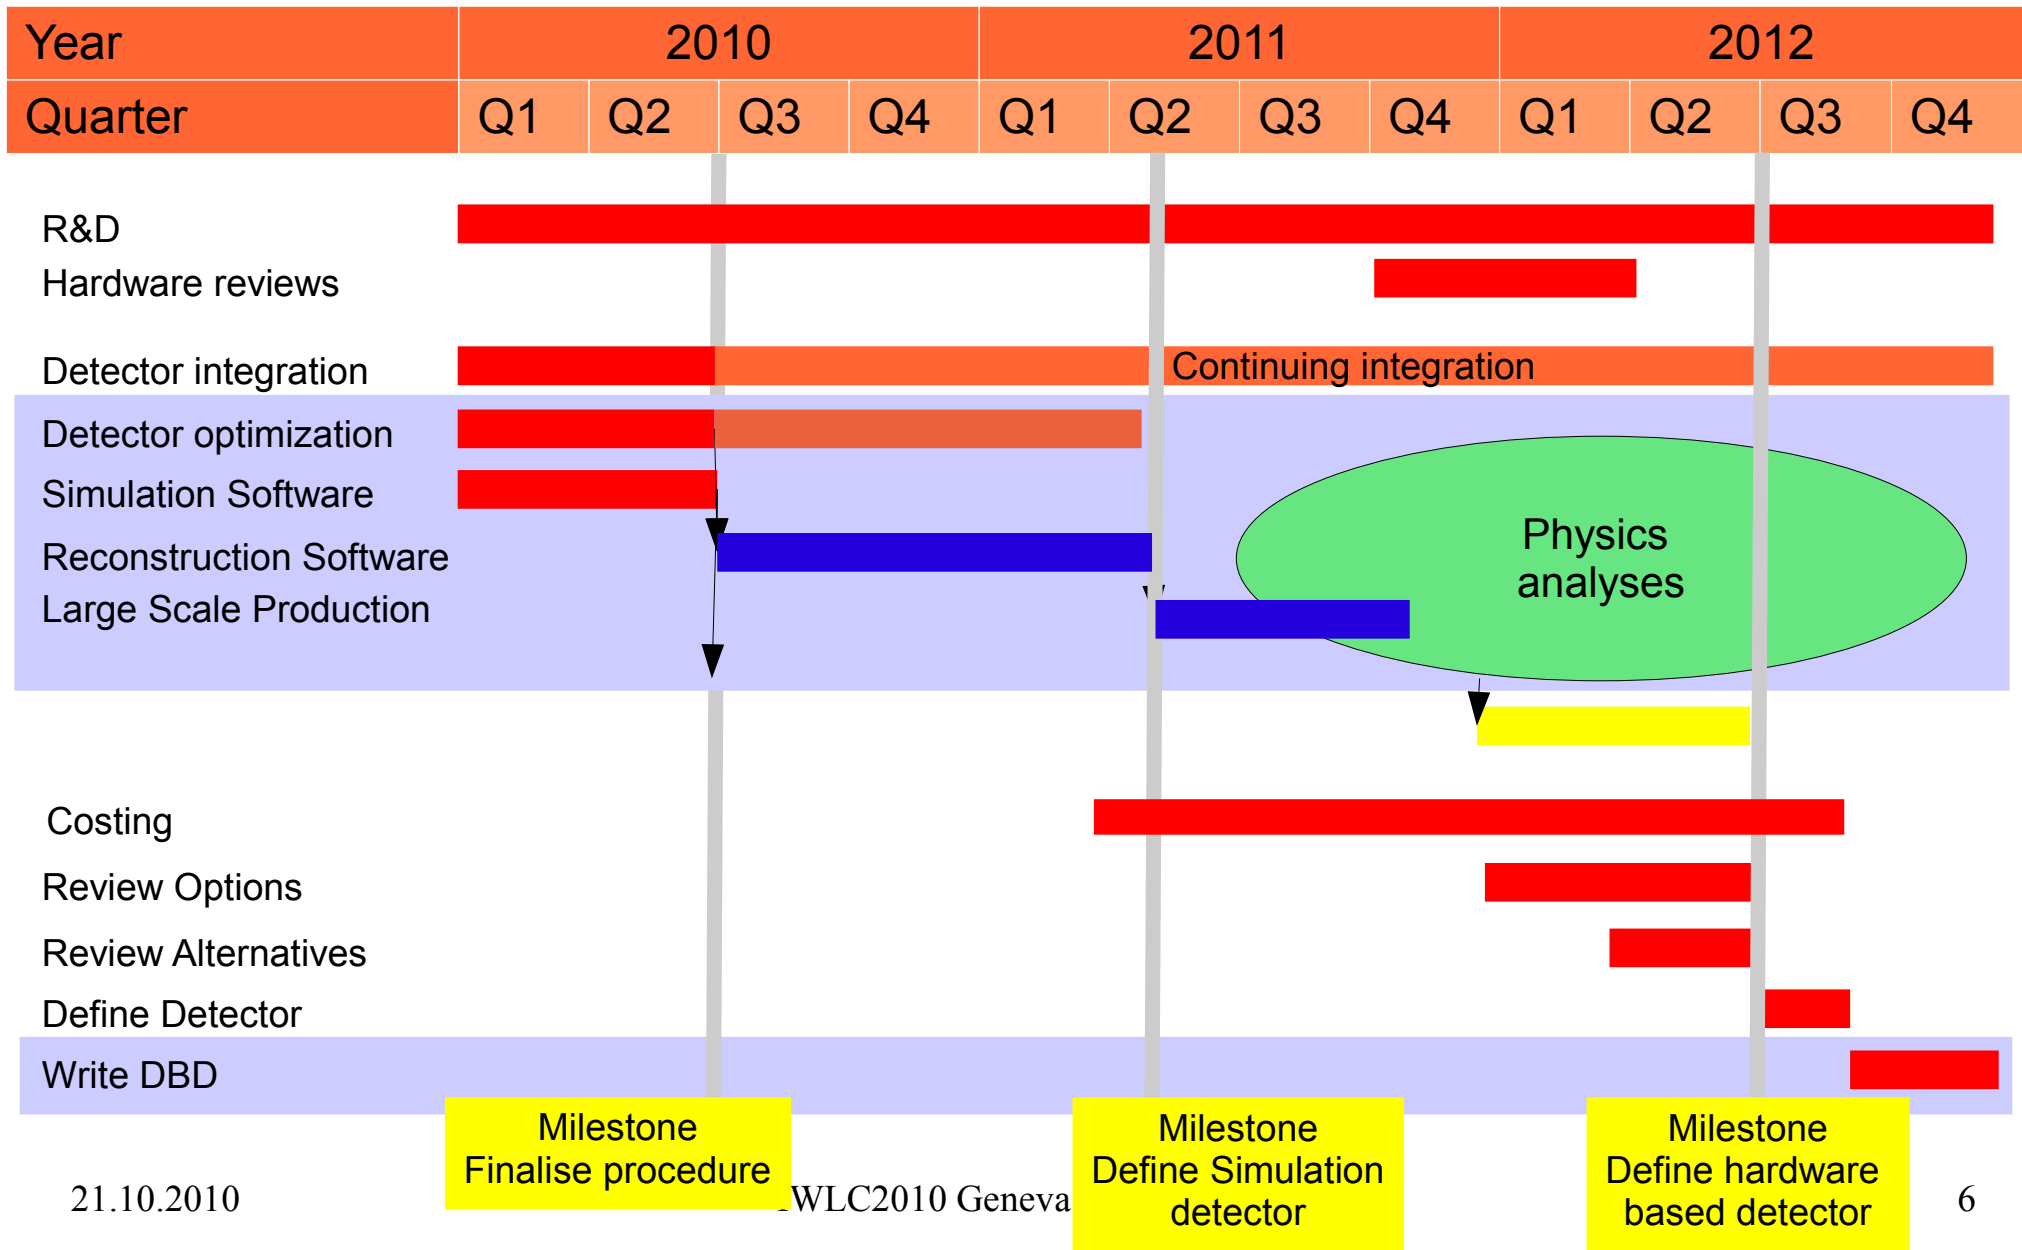 Year 2010 2011 2012
Quarter Q1 Q2 Q3 Q4 Q1 Q2 Q3 Q4 Q1 Q2 Q3 Q4
R&D
Hardware reviews
Detector integration
Continuing integration
Detector optimization
Simulation Software
Reconstruction Software
Large Scale Production
Physics
analyses
Costing
Review Options
Review Alternatives
Define Detector
Write DBD
Milestone
Finalise procedure
Milestone
Define Simulation
detector
Milestone
Define hardware
based detector
21.10.2010
WLC2010 Geneva
6